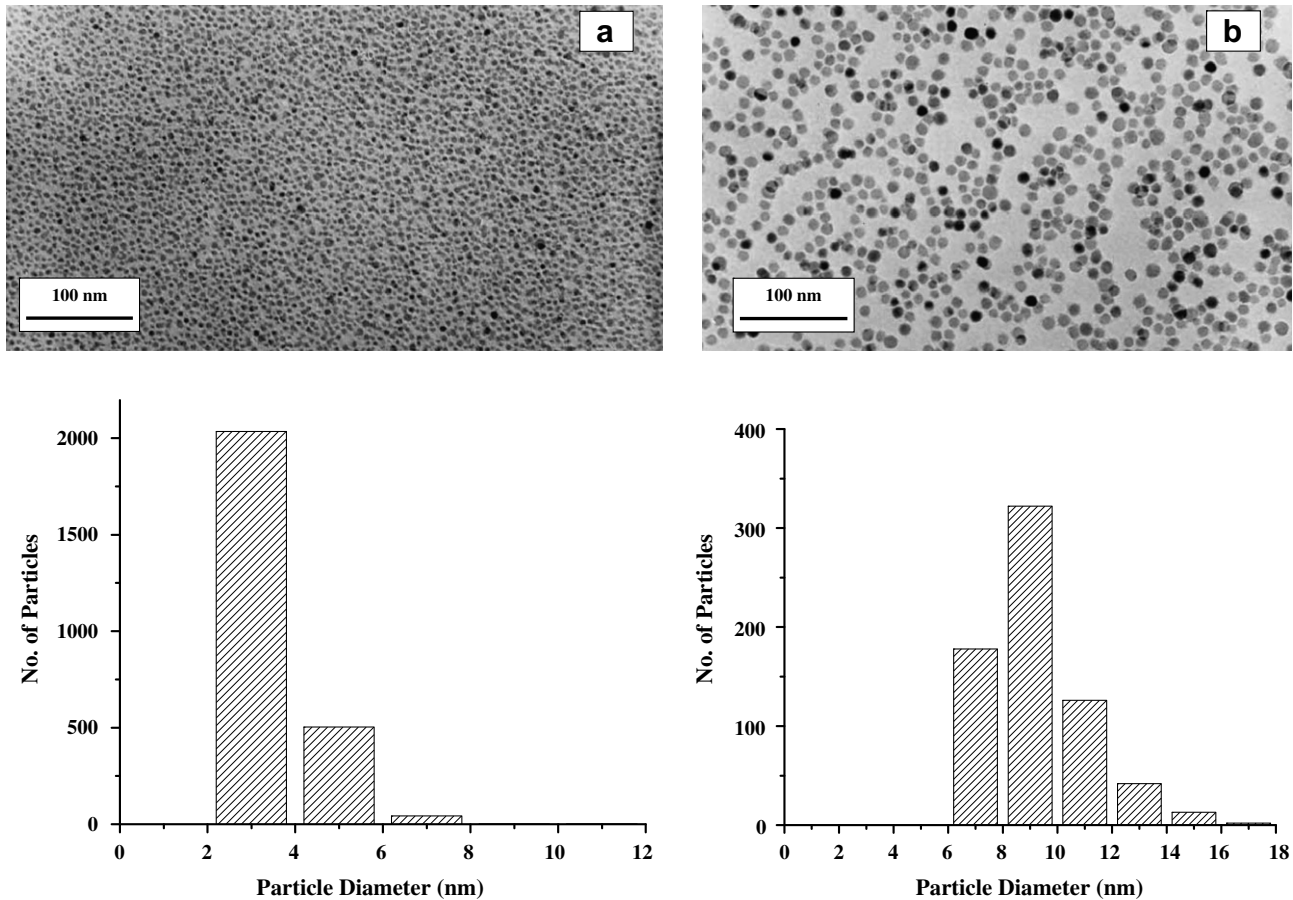 a
b
100 nm
100 nm
2000
1500
1000
500
0
No. of Particles
0 2 4 6 8 10 12
Particle Diameter (nm)
400
300
200
100
0
No. of Particles
0 2 4 6 8 10 12 14 16 18
Particle Diameter (nm)